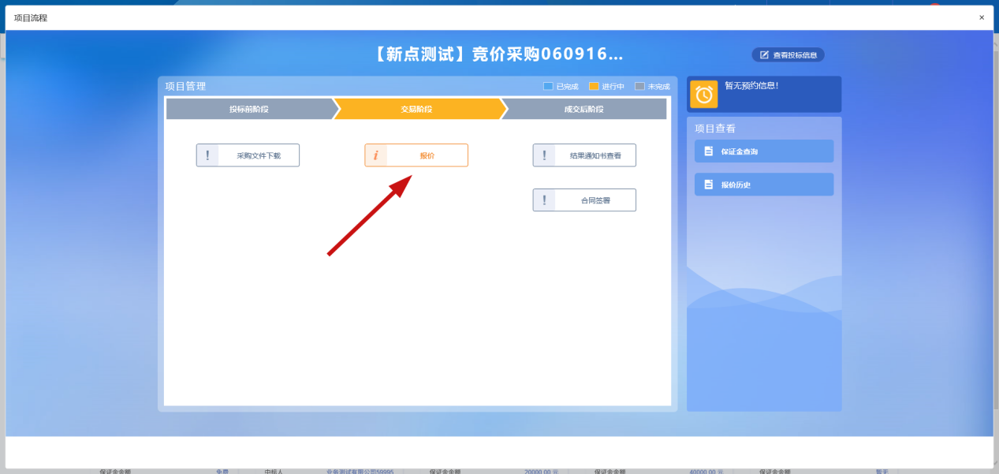 项目流程
×
【新点测试】竞价采购060916...
查看投标信息
项目管理
已完成
进行中
未完成
暂无预约信息!
投标前阶段
交易阶段
成交后阶段
项目查看
! 采购文件下载
i 报价
! 结果通知书查看
保证金查询
报价历史
! 合同签署
保证金金额
免费
中标人
业务测试有限公司59995
保证金金额
20000.00 元
保证金金额
40000.00 元
保证金金额
暂无